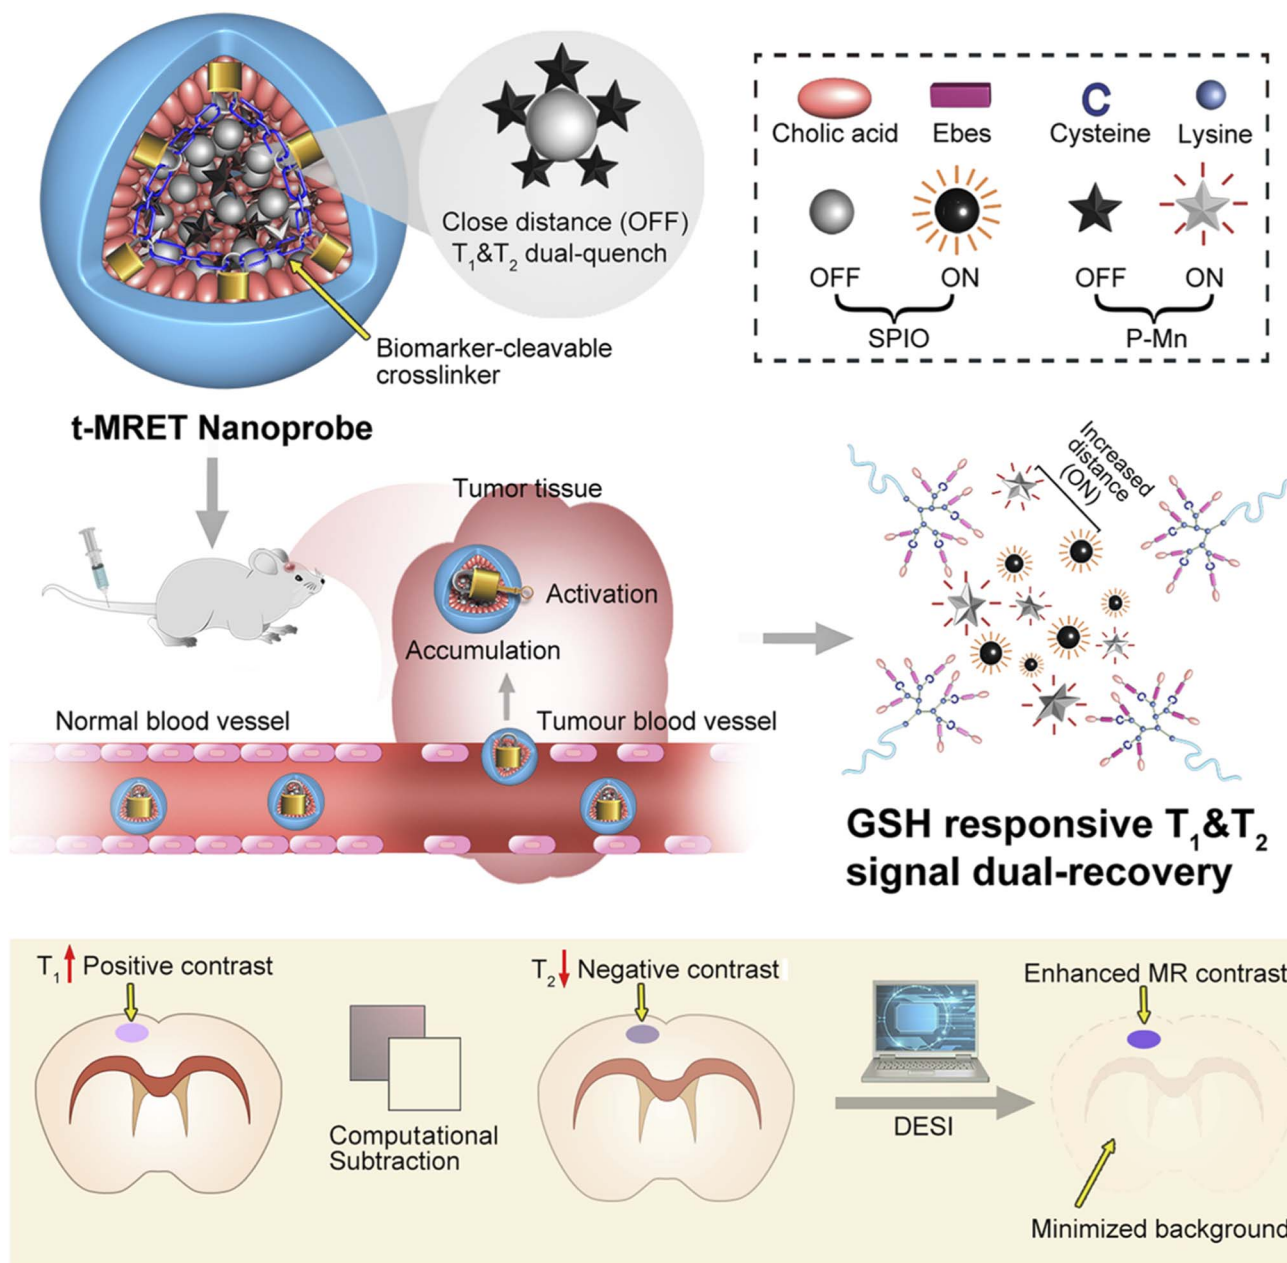 Close distance (OFF)
T₁&T₂ dual-quench
Biomarker-cleavable
crosslinker
t-MRET Nanoprobe
Cholic acid
Ebes
Cysteine
Lysine
OFF
ON
OFF
ON
SPIO
P-Mn
Tumor tissue
Activation
Accumulation
Normal blood vessel
Tumour blood vessel
Increased
distance
(ON)
GSH responsive T₁&T₂
signal dual-recovery
T₁ Positive contrast
Computational
Subtraction
T₂ Negative contrast
DESI
Enhanced MR contrast
Minimized background